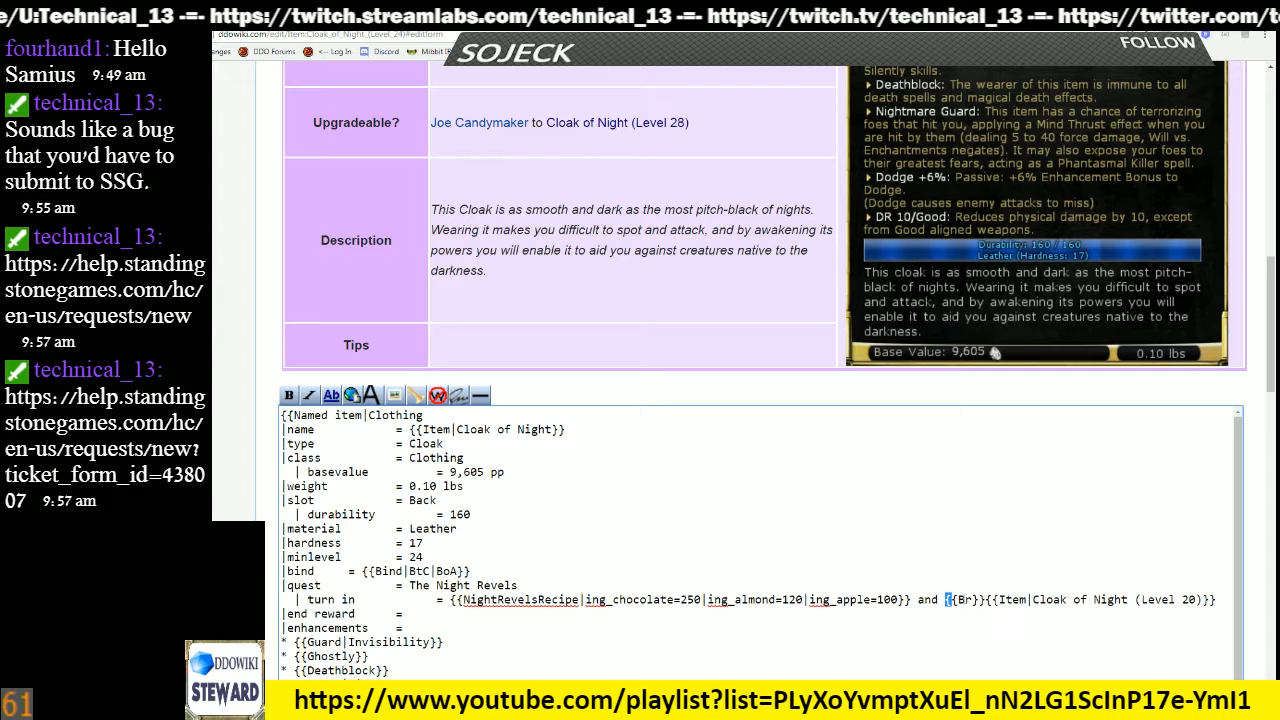 e/U:Technical_13 -=- https://twitch.streamlabs.com/technical_13 -=- https://twitch.tv/technical_13 -=- https://twitter.com/te
fourhand1: Hello
Samius 9:49 am
technical_13:
Sounds like a bug
that you'd have to
submit to SSG.
9:55 am
technical_13:
https://help.standing
stonegames.com/hc/
en-us/requests/new
9:57 am
technical_13:
https://help.standing
stonegames.com/hc/
en-us/requests/new?
ticket_form_id=4380
07 9:57 am
61
DDOWIKI
STEWARD
ddowiki.com/edit/Item:Cloak_of_Night_(Level_24)#editform
anges DDO Forums <-- Log In Discord Mibbit
SOJECK
FOLLOW
Upgradeable?
Joe Candymaker to Cloak of Night (Level 28)
Description
This Cloak is as smooth and dark as the most pitch-black of nights.
Wearing it makes you difficult to spot and attack, and by awakening its
powers you will enable it to aid you against creatures native to the
darkness.
Tips
Silently skills.
Deathblock: The wearer of this item is immune to all
death spells and magical death effects.
Nightmare Guard: This item has a chance of terrorizing
foes that hit you, applying a Mind Thrust effect when you
are hit by them (dealing 5 to 40 force damage, Will vs.
Enchantments negates). It may also expose your foes to
their greatest fears, acting as a Phantasmal Killer spell.
Dodge +6%: Passive: +6% Enhancement Bonus to
Dodge.
(Dodge causes enemy attacks to miss)
DR 10/Good: Reduces physical damage by 10, except
from Good aligned weapons.
Durability: 160 / 160
Leather (Hardness: 17)
This cloak is as smooth and dark as the most pitch-
black of nights. Wearing it makes you difficult to spot
and attack, and by awakening its powers you will
enable it to aid you against creatures native to the
darkness.
Base Value: 9,605
0.10 lbs
B I Ab A W
{{Named item|Clothing
|name = {{Item|Cloak of Night}}
|type = Cloak
|class = Clothing
| basevalue = 9,605 pp
|weight = 0.10 lbs
|slot = Back
| durability = 160
|material = Leather
|hardness = 17
|minlevel = 24
|bind = {{Bind|BtC|BoA}}
|quest = The Night Revels
| turn in = {{NightRevelsRecipe|ing_chocolate=250|ing_almond=120|ing_apple=100}} and {{Br}}{{Item|Cloak of Night (Level 20)}}
|end reward =
|enhancements =
* {{Guard|Invisibility}}
* {{Ghostly}}
* {{Deathblock}}
https://www.youtube.com/playlist?list=PLyXoYvmptXuEl_nN2LG1ScInP17e-YmI1